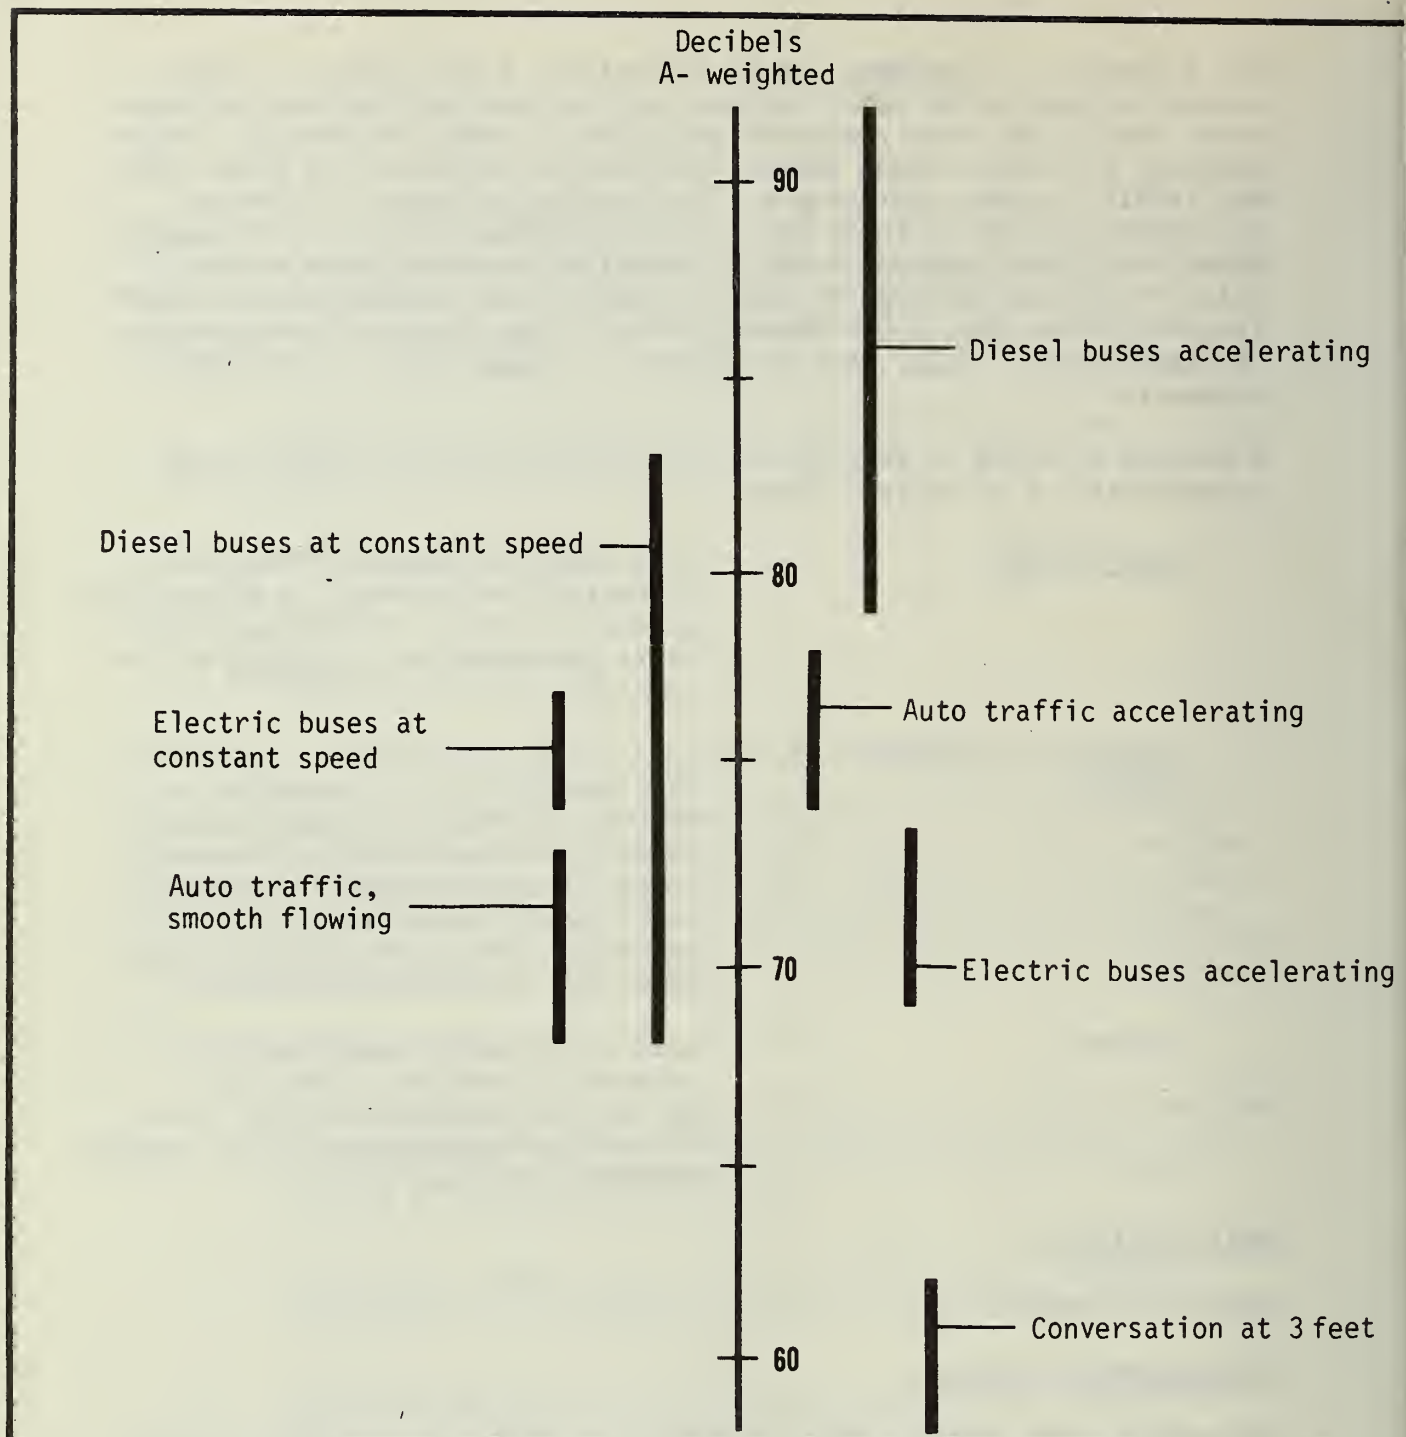 Decibels
A- weighted
90
Diesel buses accelerating
Diesel buses at constant speed
80
Electric buses at
constant speed
Auto traffic accelerating
Auto traffic,
smooth flowing
70
Electric buses accelerating
Conversation at 3 feet
60